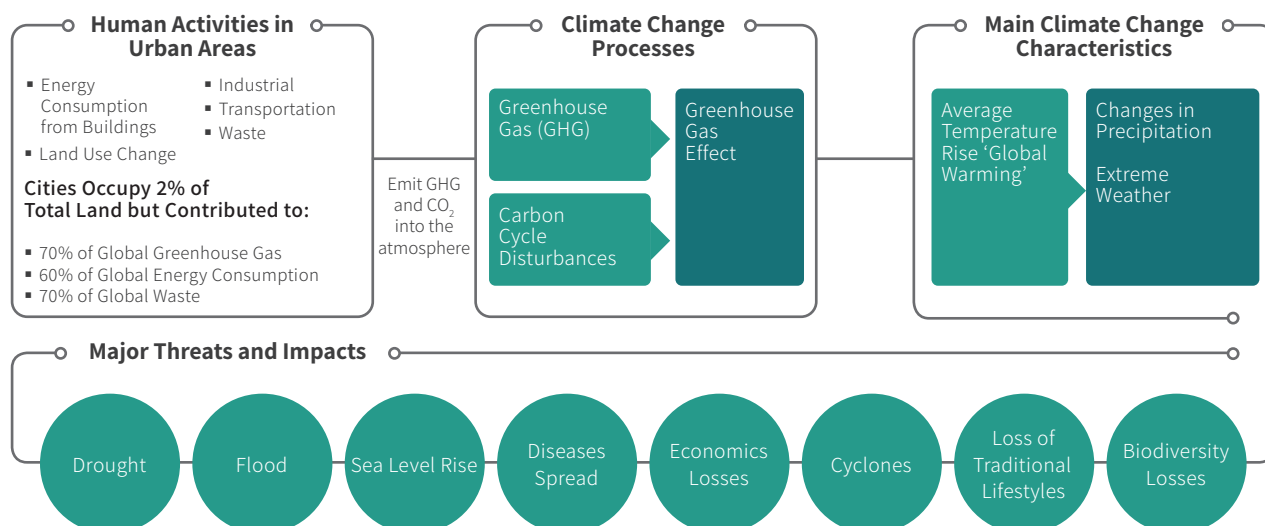 Human Activities in
Urban Areas
▪ Energy
Consumption
from Buildings
▪ Land Use Change
▪ Industrial
▪ Transportation
▪ Waste
Cities Occupy 2% of
Total Land but Contributed to:
▪ 70% of Global Greenhouse Gas
▪ 60% of Global Energy Consumption
▪ 70% of Global Waste
Emit GHG
and CO₂
into the
atmosphere
Climate Change
Processes
Greenhouse
Gas (GHG)
Carbon
Cycle
Disturbances
Greenhouse
Gas
Effect
Main Climate Change
Characteristics
Average
Temperature
Rise ‘Global
Warming’
Changes in
Precipitation
Extreme
Weather
Major Threats and Impacts
Drought
Flood
Sea Level Rise
Diseases
Spread
Economics
Losses
Cyclones
Loss of
Traditional
Lifestyles
Biodiversity
Losses